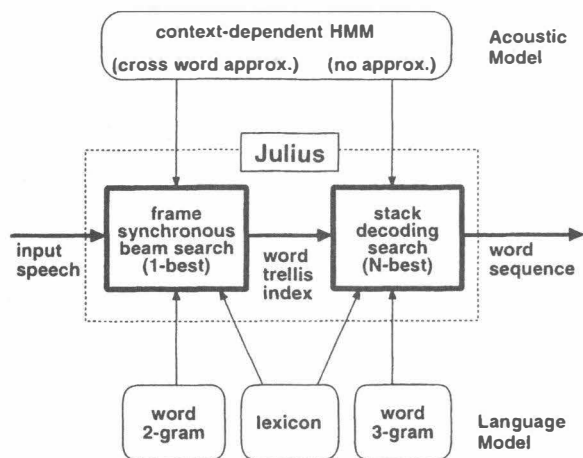 context-dependent HMM
(cross word approx.) (no approx.)
Acoustic
Model
Julius
frame
synchronous
beam search
(1-best)
stack
decoding
search
(N-best)
input
speech
word
trellis
index
word
sequence
word
2-gram
lexicon
word
3-gram
Language
Model